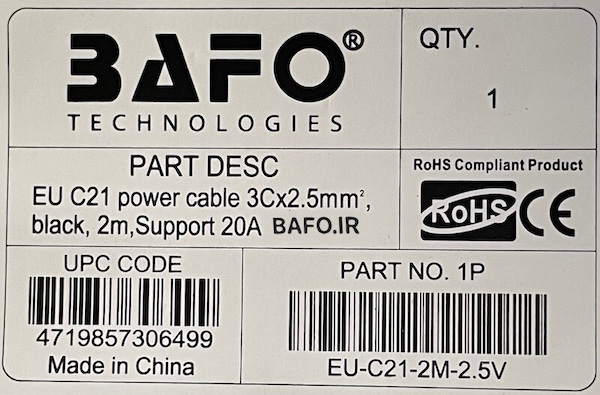 BAFO®
TECHNOLOGIES
QTY.
1
PART DESC
EU C21 power cable 3Cx2.5mm²,
black, 2m,Support 20A BAFO.IR
RoHS Compliant Product
RoHS CE
UPC CODE
4719857306499
Made in China
PART NO. 1P
EU-C21-2M-2.5V